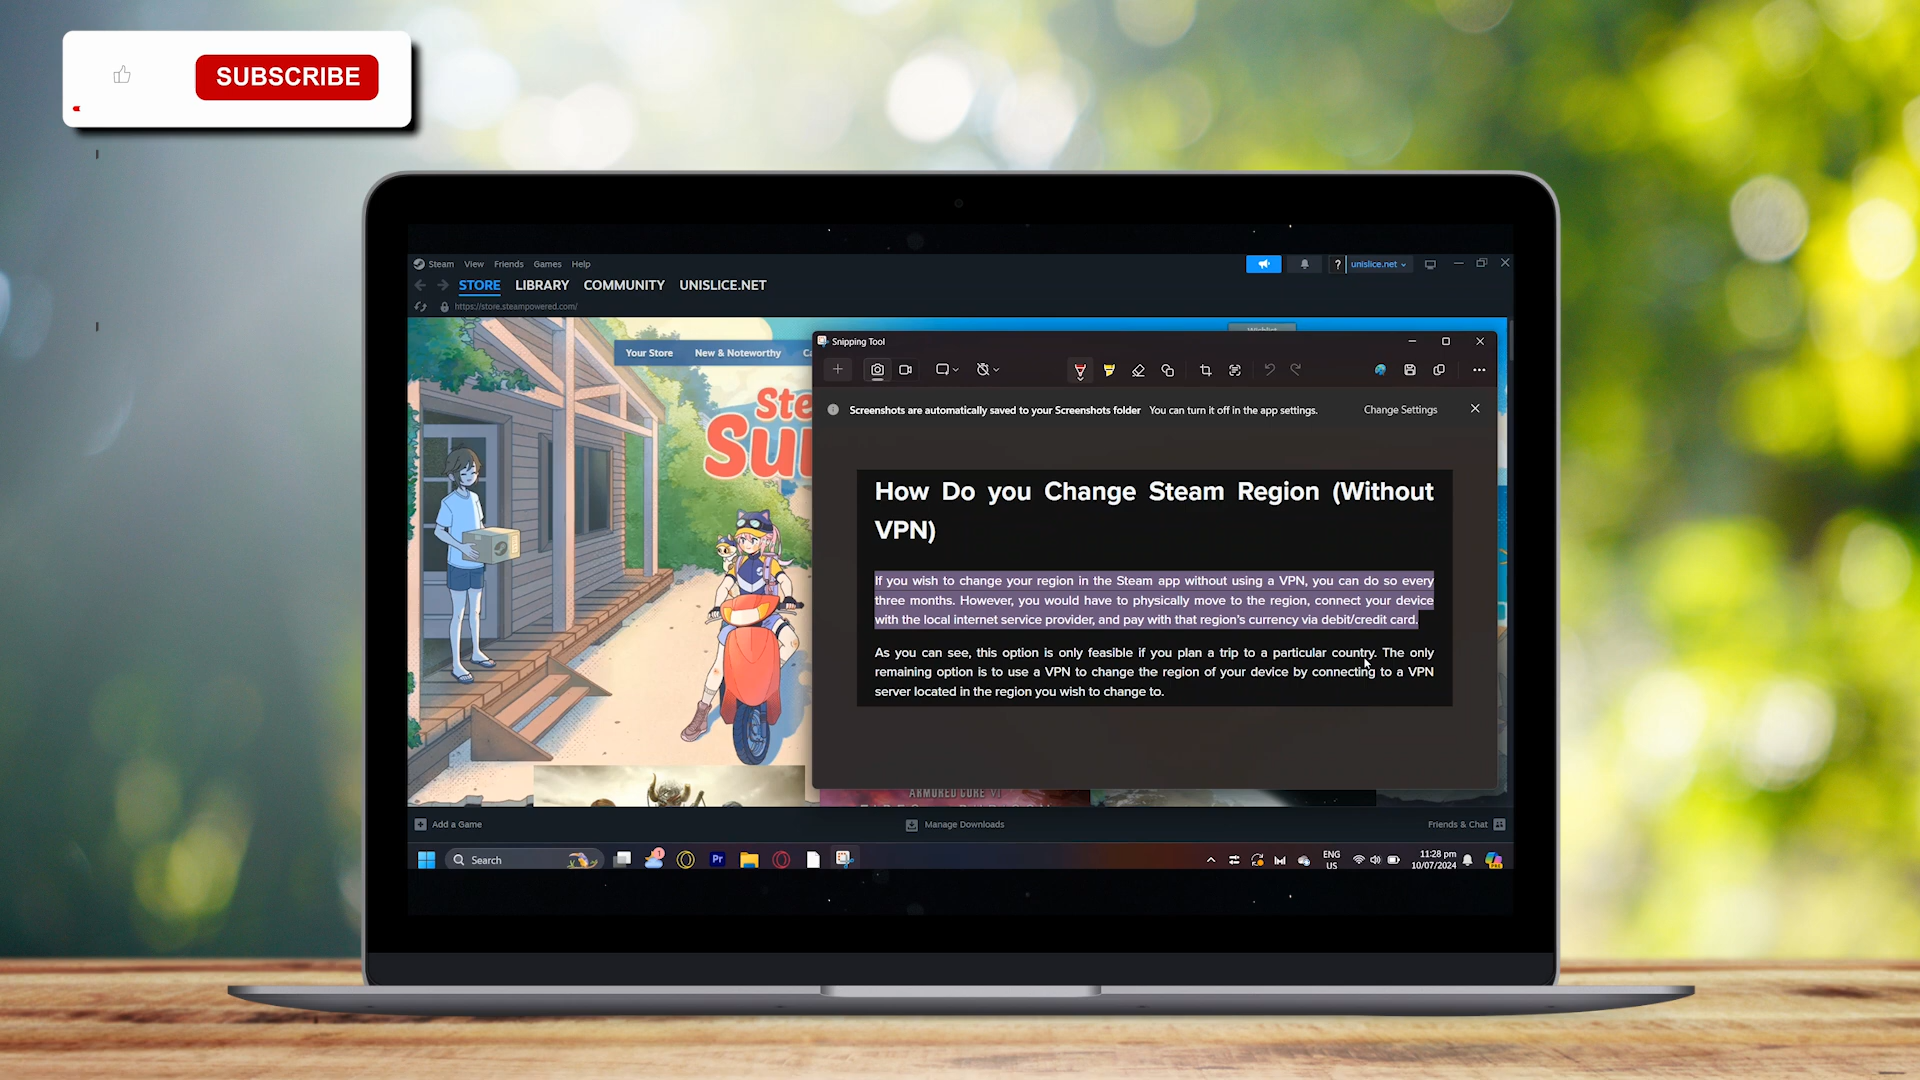 SUBSCRIBE
Steam View Friends Games Help
unislice.net
STORE LIBRARY COMMUNITY UNISLICE.NET
https://store.steampowered.com/
Your Store New & Noteworthy
Wishlist
Snipping Tool
Screenshots are automatically saved to your Screenshots folder You can turn it off in the app settings. Change Settings
Ste
Su
How Do you Change Steam Region (Without
VPN)
If you wish to change your region in the Steam app without using a VPN, you can do so every
three months. However, you would have to physically move to the region, connect your device
with the local internet service provider, and pay with that region's currency via debit/credit card.
As you can see, this option is only feasible if you plan a trip to a particular country. The only
remaining option is to use a VPN to change the region of your device by connecting to a VPN
server located in the region you wish to change to.
ARMORED CORE VI
Add a Game Manage Downloads Friends & Chat
Search
1
Pr
ENG
US
11:28 pm
10/07/2024